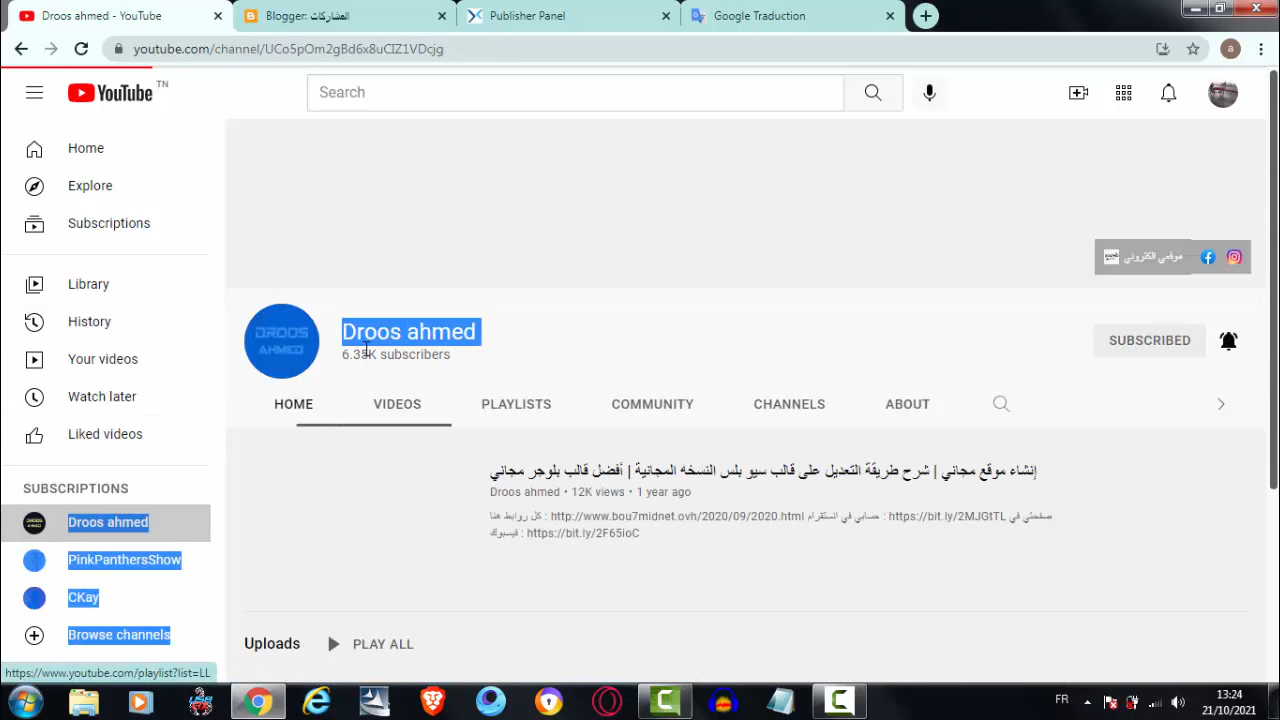 Droos ahmed - YouTube
Blogger: المشاركات
Publisher Panel
Google Traduction
youtube.com/channel/UCo5pOm2gBd6x8uCIZ1VDcjg
a
YouTube TN
Search
Home
Explore
Subscriptions
Library
History
Your videos
Watch later
Liked videos
SUBSCRIPTIONS
Droos ahmed
PinkPanthersShow
CKay
Browse channels
موقعي الكتروني
DROOS AHMED
Droos ahmed
6.38K subscribers
SUBSCRIBED
HOME VIDEOS PLAYLISTS COMMUNITY CHANNELS ABOUT
إنشاء موقع مجاني | شرح طريقة التعديل على قالب سيو بلس النسخه المجانية | أفضل قالب بلوجر مجاني
Droos ahmed • 12K views • 1 year ago
كل روابط هنا : http://www.bou7midnet.ovh/2020/09/2020.html حسابي في انستقرام : https://bit.ly/2MJGtTL صفحتي في
فيسبوك : https://bit.ly/2F65ioC
Uploads PLAY ALL
https://www.youtube.com/playlist?list=LL
FR
13:24
21/10/2021